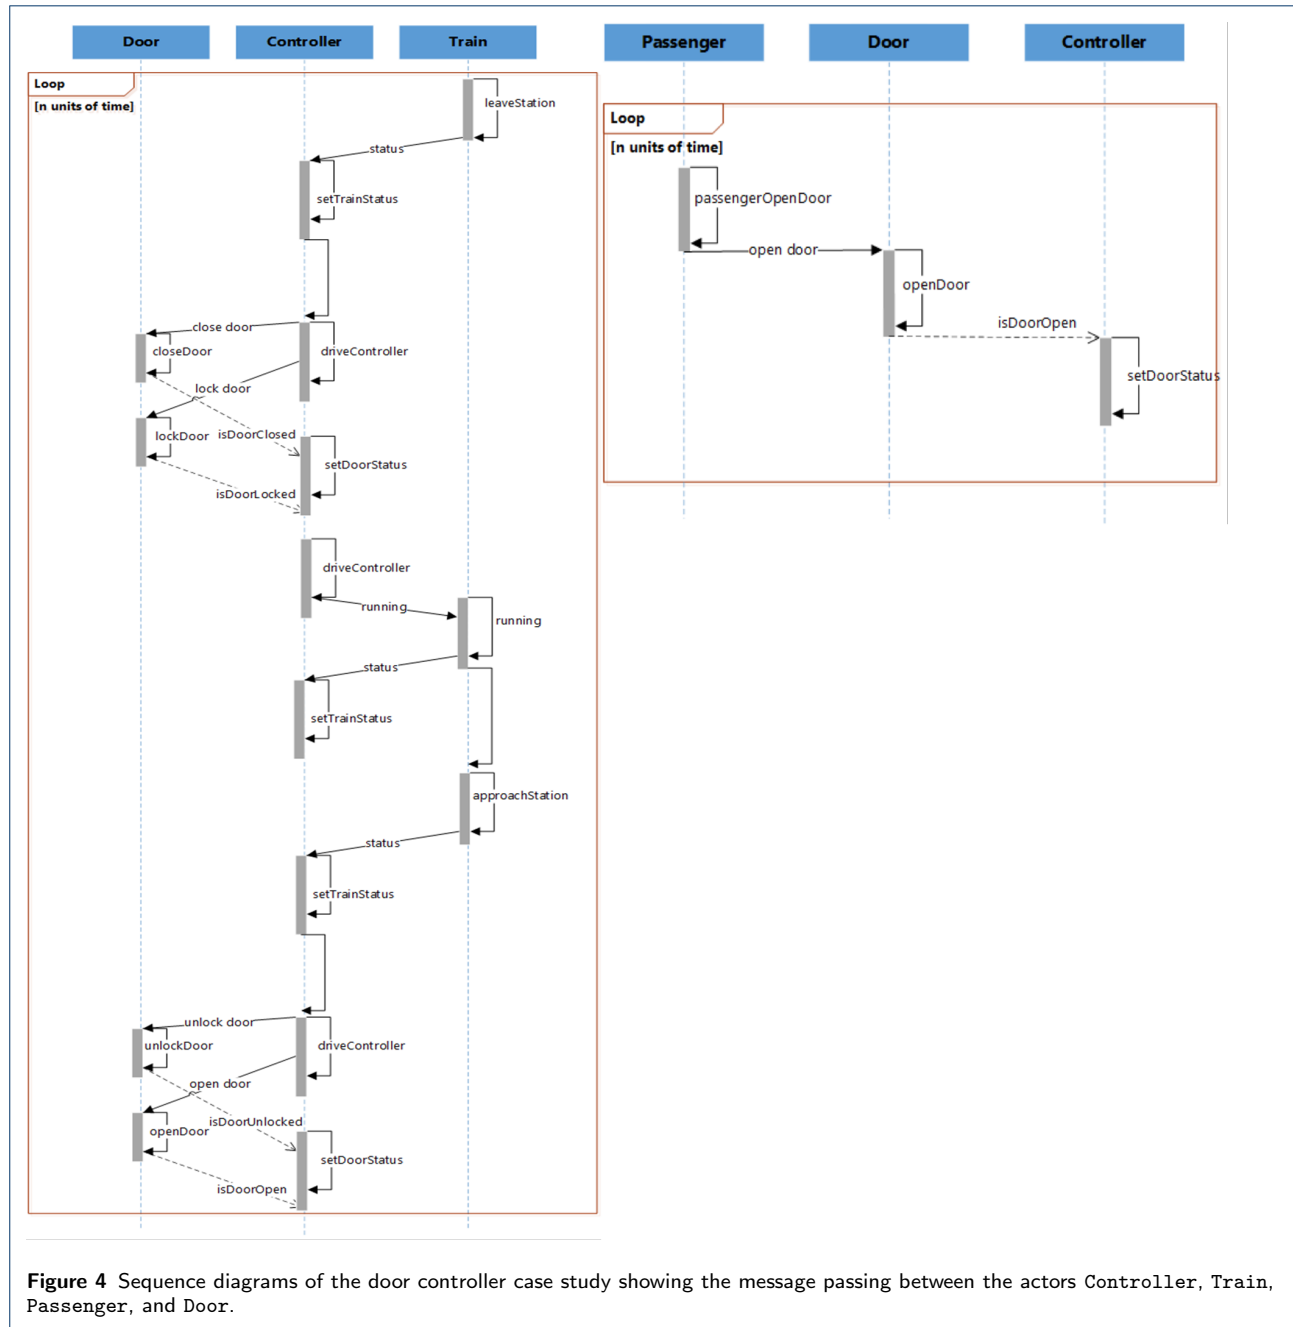 Door
Controller
Train
Loop
[n units of time]
leaveStation
status
setTrainStatus
close door
closeDoor
driveController
lock door
lockDoor
isDoorClosed
setDoorStatus
isDoorLocked
driveController
running
running
status
setTrainStatus
approachStation
status
setTrainStatus
unlock door
unlockDoor
driveController
open door
isDoorUnlocked
openDoor
setDoorStatus
isDoorOpen
Passenger
Door
Controller
Loop
[n units of time]
passengerOpenDoor
open door
openDoor
isDoorOpen
setDoorStatus
Figure 4 Sequence diagrams of the door controller case study showing the message passing between the actors Controller, Train,
Passenger, and Door.